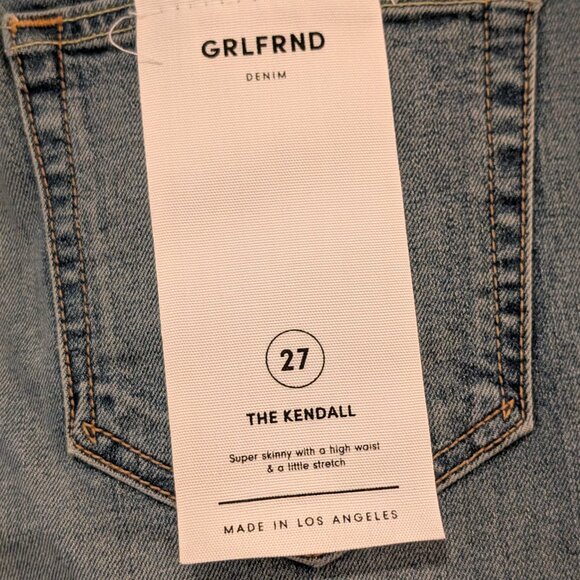 GRLFRND
DENIM
27
THE KENDALL
Super skinny with a high waist
& a little stretch
MADE IN LOS ANGELES